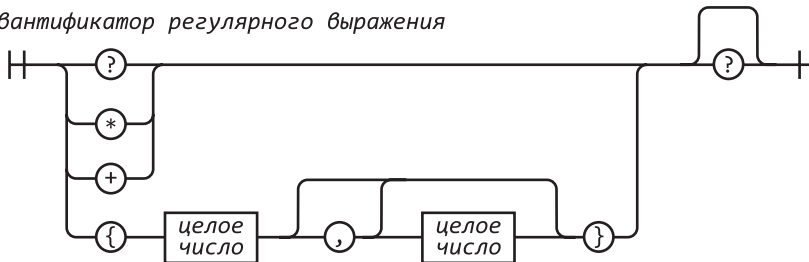 вантификатор регулярного выражения
? ?
*
+
{ целое число , целое число }